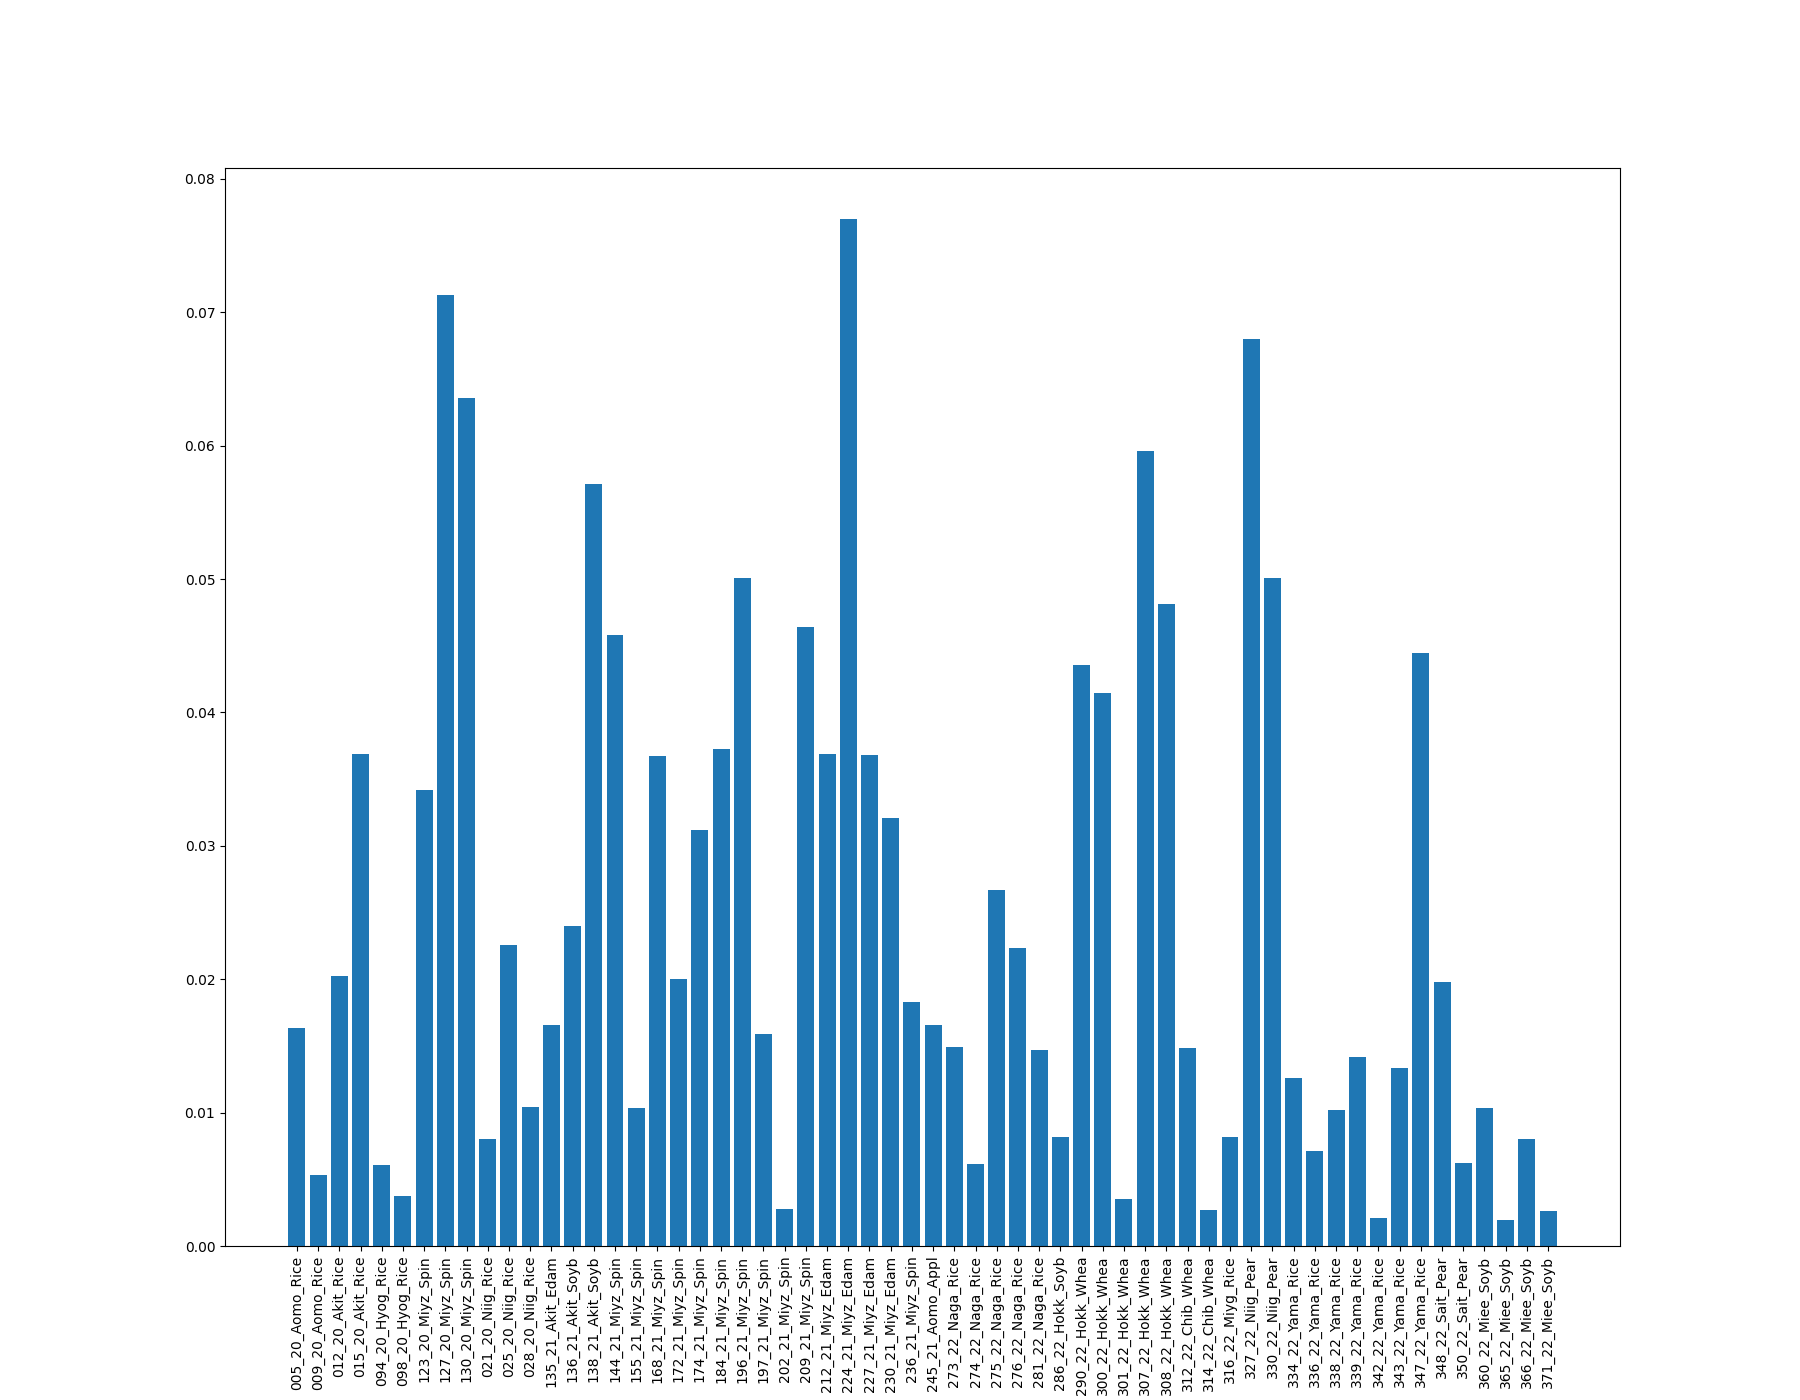 0.08
0.07
0.06
0.05
0.04
0.03
0.02
0.01
0.00
005_20_Aomo_Rice
009_20_Aomo_Rice
012_20_Akit_Rice
015_20_Akit_Rice
094_20_Hyog_Rice
098_20_Hyog_Rice
123_20_Miyz_Spin
127_20_Miyz_Spin
130_20_Miyz_Spin
021_20_Niig_Rice
025_20_Niig_Rice
028_20_Niig_Rice
135_21_Akit_Edam
136_21_Akit_Soyb
138_21_Akit_Soyb
144_21_Miyz_Spin
155_21_Miyz_Spin
168_21_Miyz_Spin
172_21_Miyz_Spin
174_21_Miyz_Spin
184_21_Miyz_Spin
196_21_Miyz_Spin
197_21_Miyz_Spin
202_21_Miyz_Spin
209_21_Miyz_Spin
212_21_Miyz_Edam
224_21_Miyz_Edam
227_21_Miyz_Edam
230_21_Miyz_Edam
236_21_Miyz_Spin
245_21_Aomo_Appl
273_22_Naga_Rice
274_22_Naga_Rice
275_22_Naga_Rice
276_22_Naga_Rice
281_22_Naga_Rice
286_22_Hokk_Soyb
290_22_Hokk_Whea
300_22_Hokk_Whea
301_22_Hokk_Whea
307_22_Hokk_Whea
308_22_Hokk_Whea
312_22_Chib_Whea
314_22_Chib_Whea
316_22_Miyg_Rice
327_22_Niig_Pear
330_22_Niig_Pear
334_22_Yama_Rice
336_22_Yama_Rice
338_22_Yama_Rice
339_22_Yama_Rice
342_22_Yama_Rice
343_22_Yama_Rice
347_22_Yama_Rice
348_22_Sait_Pear
350_22_Sait_Pear
360_22_Miee_Soyb
365_22_Miee_Soyb
366_22_Miee_Soyb
371_22_Miee_Soyb